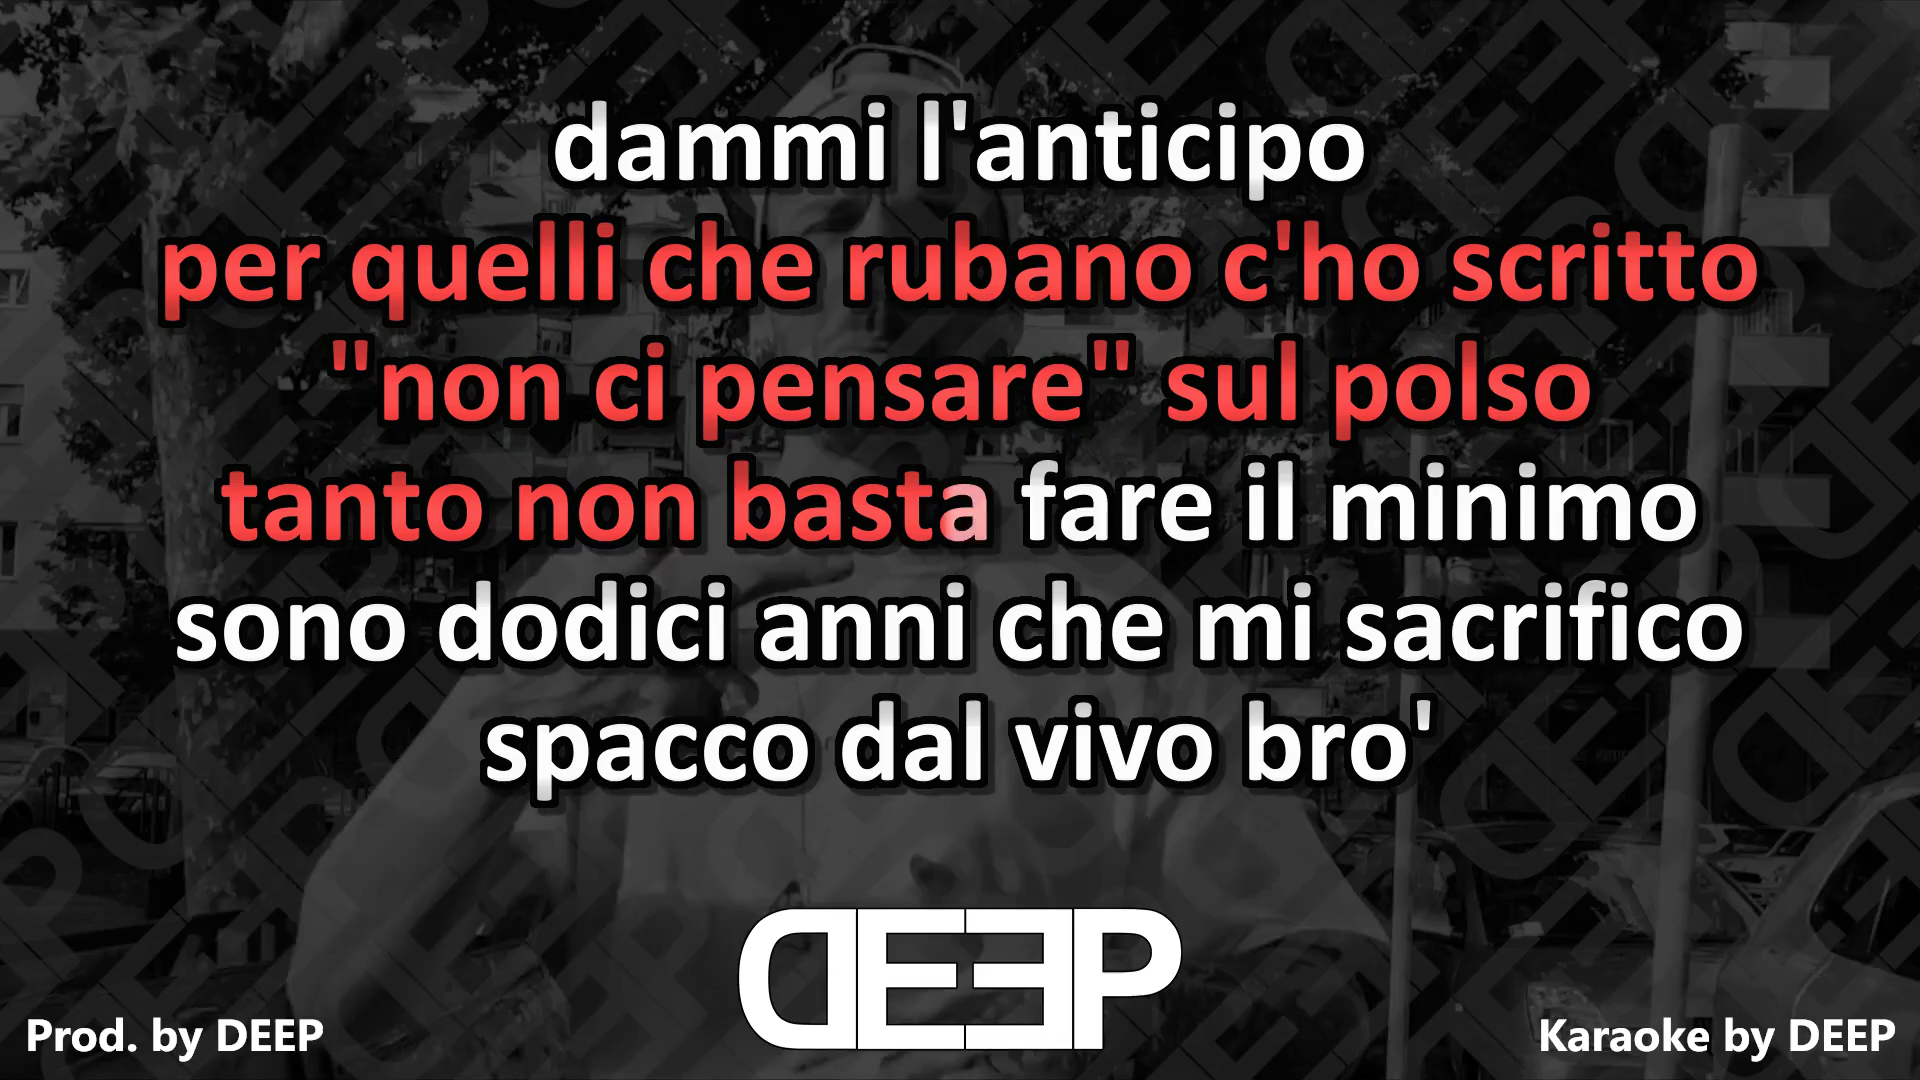 dammi l'anticipo
per quelli che rubano c'ho scritto
"non ci pensare" sul polso
tanto non basta fare il minimo
sono dodici anni che mi sacrifico
spacco dal vivo bro'
DEEP
Prod. by DEEP
Karaoke by DEEP